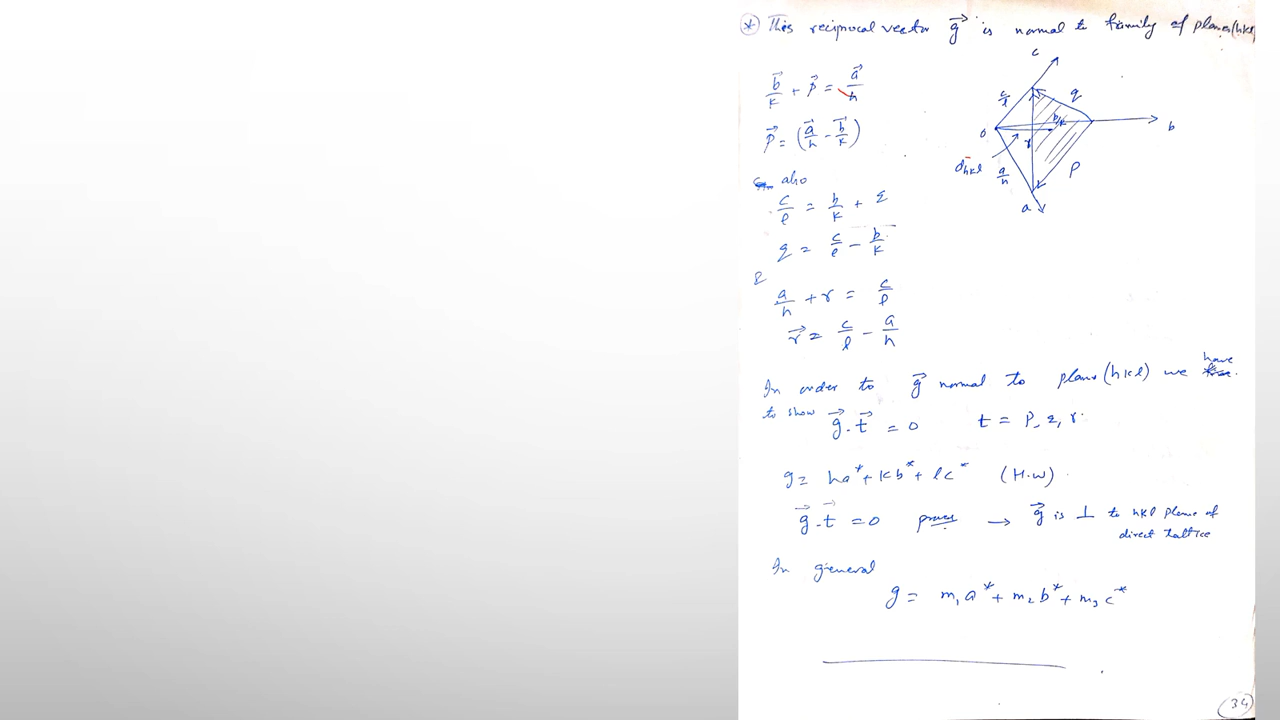 * This reciprocal vector g⃗ is normal to family of planes (hkl)
b⃗/k + p⃗ = a⃗/h
p⃗ = (a⃗/h - b⃗/k)
also
c/l = b/k + q
q = c/l - b/k
&
a/h + r = c/l
r⃗ = c/l - a/h
c
c/l
q
b/k
o
b
r
dhkl
a/h
p
a
In order to g⃗ normal to plane (hkl) we have
to show g⃗.t⃗ = 0 t = p, q, r
g = ha* + kb* + lc* (H.W)
g⃗.t⃗ = 0 proves → g⃗ is ⊥ to hkl plane of
direct lattice
In general
g = m₁a* + m₂b* + m₃c*
34